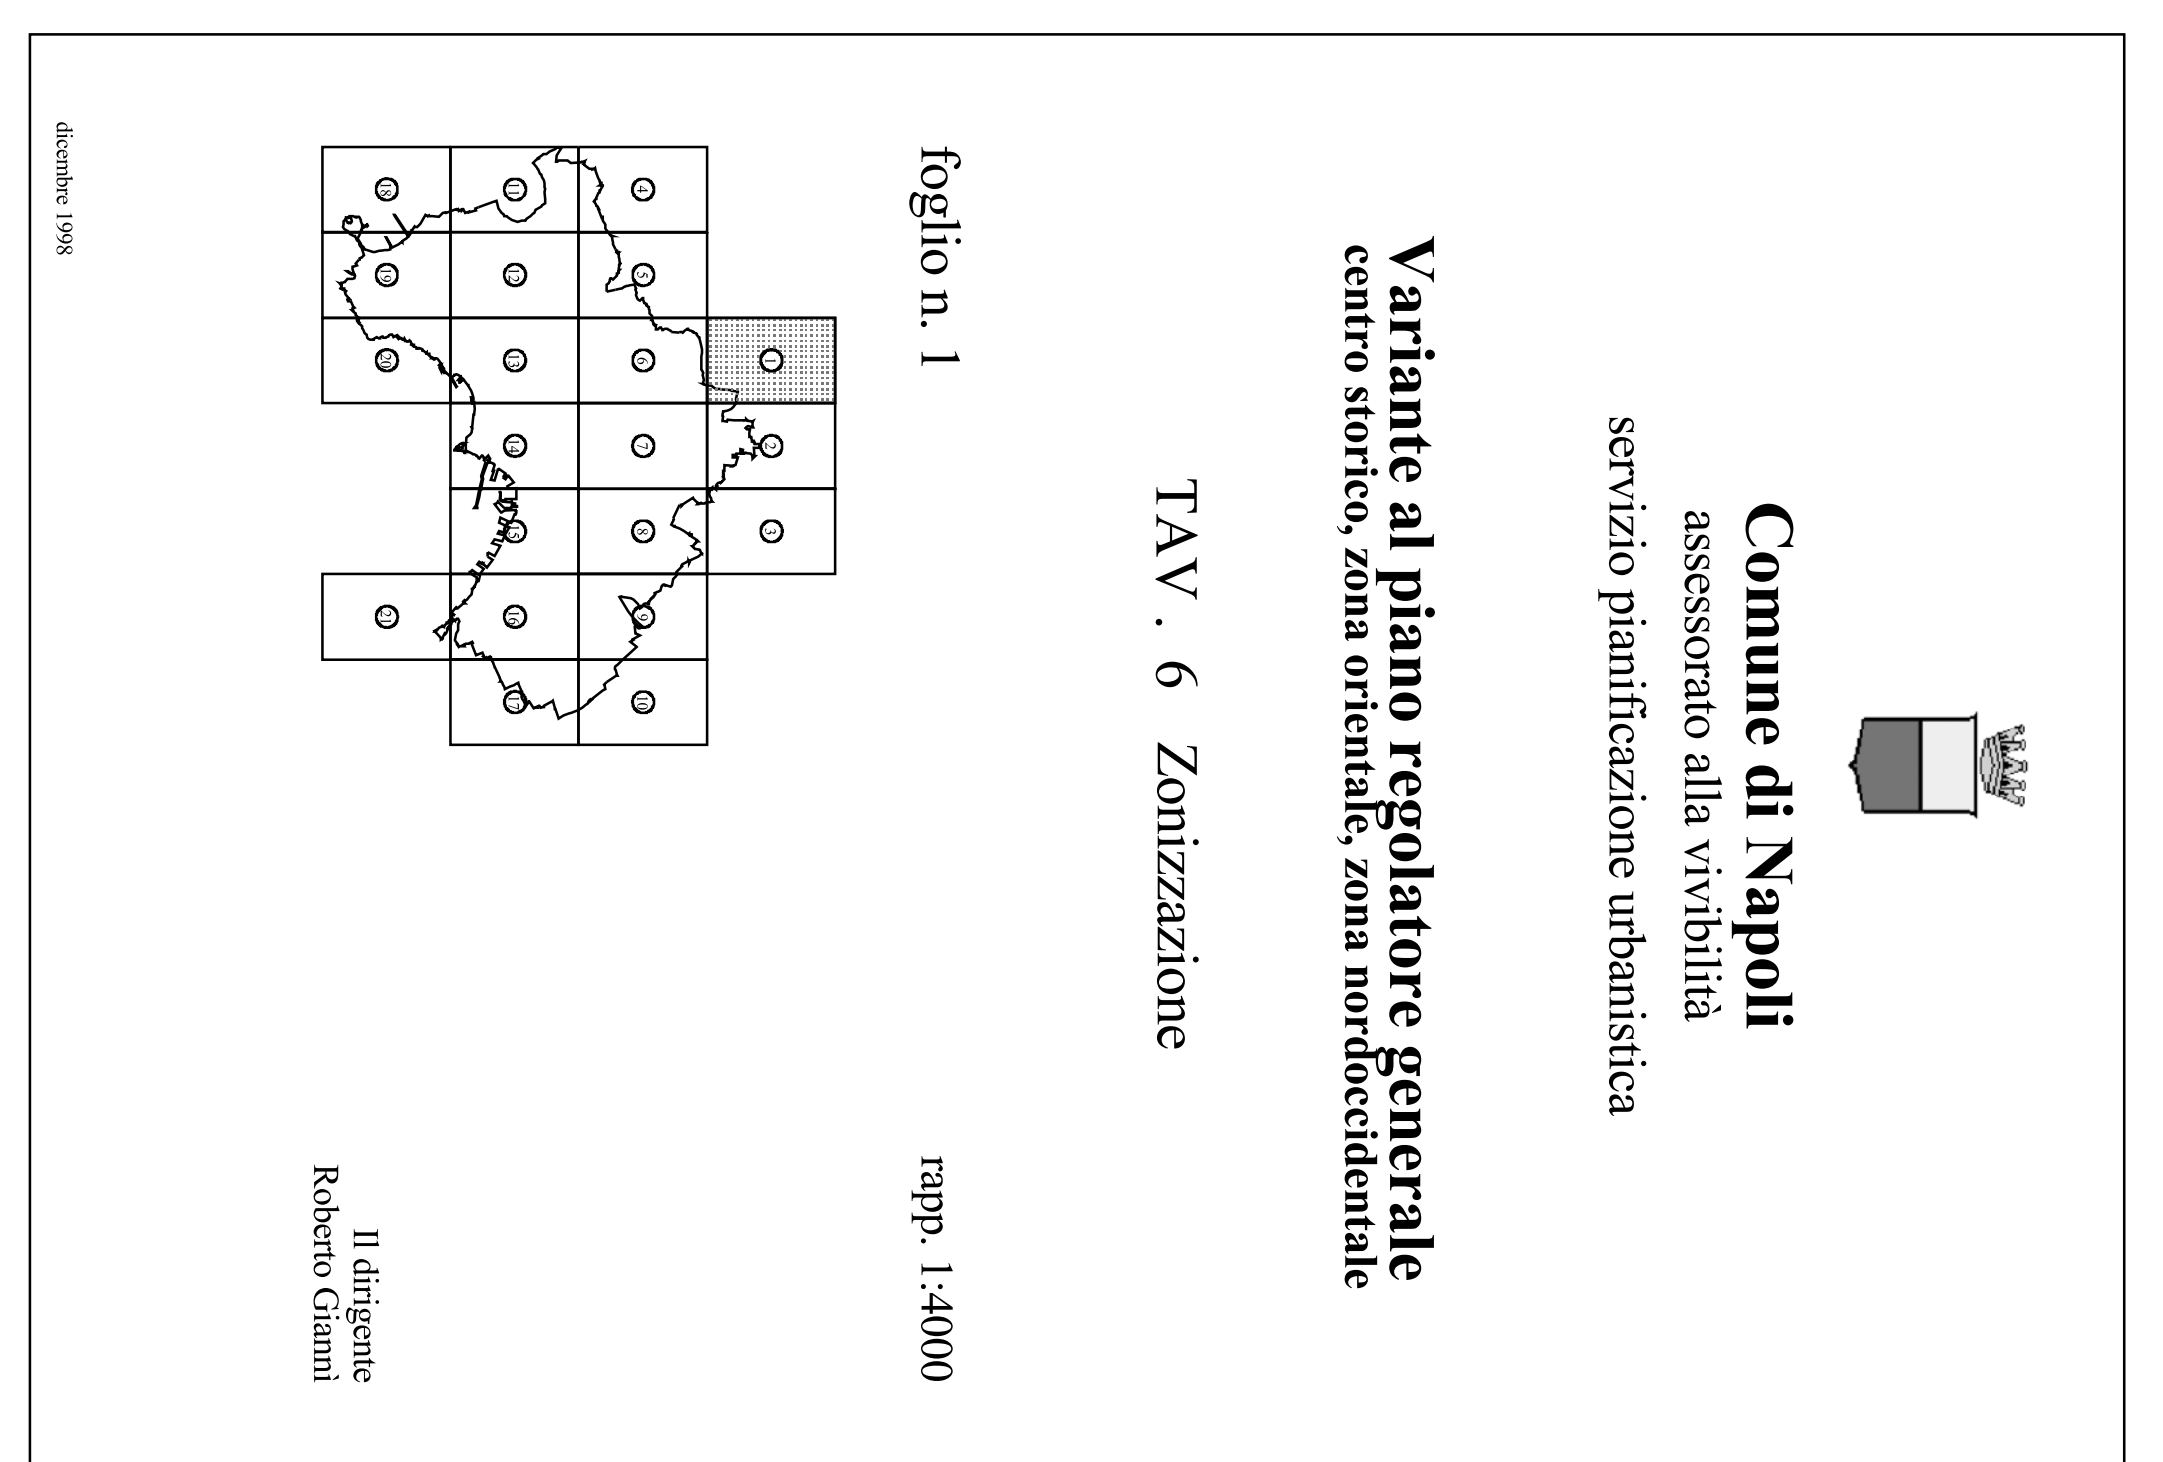 Comune di Napoli
assessorato alla vivibilità
servizio pianificazione urbanistica
Variante al piano regolatore generale
centro storico, zona orientale, zona nordoccidentale
TAV . 6 Zonizzazione
foglio n. 1
rapp. 1:4000
1 2 3
4 5 6 7 8 9 10
11 12 13 14 15 16 17
18 19 20 21
Il dirigente
Roberto Giannì
dicembre 1998